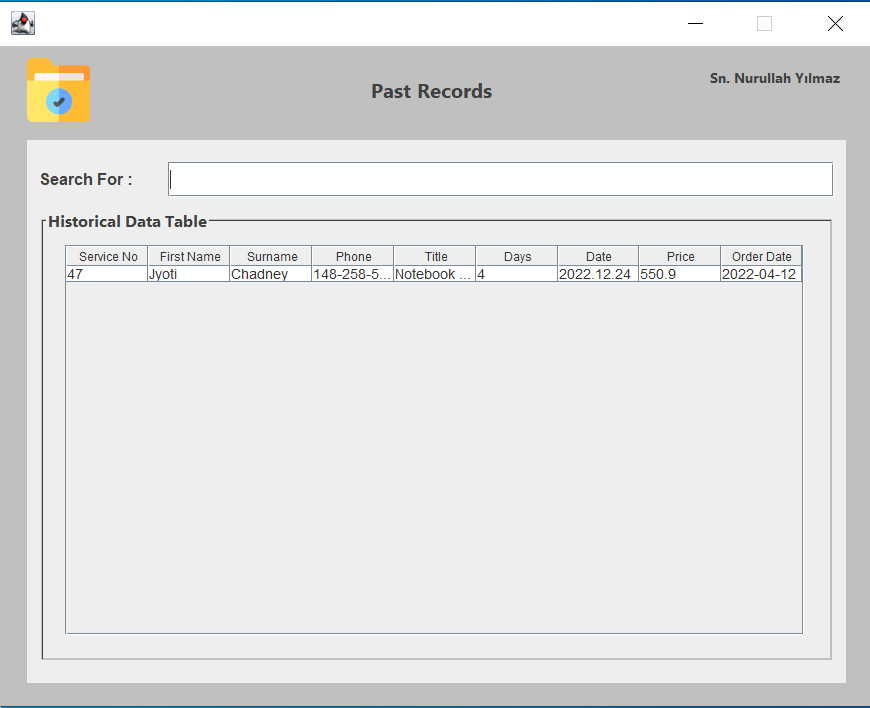 Past Records
Sn. Nurullah Yılmaz
Search For :
Historical Data Table
Service No First Name Surname Phone Title Days Date Price Order Date
47 Jyoti Chadney 148-258-5... Notebook ... 4 2022.12.24 550.9 2022-04-12